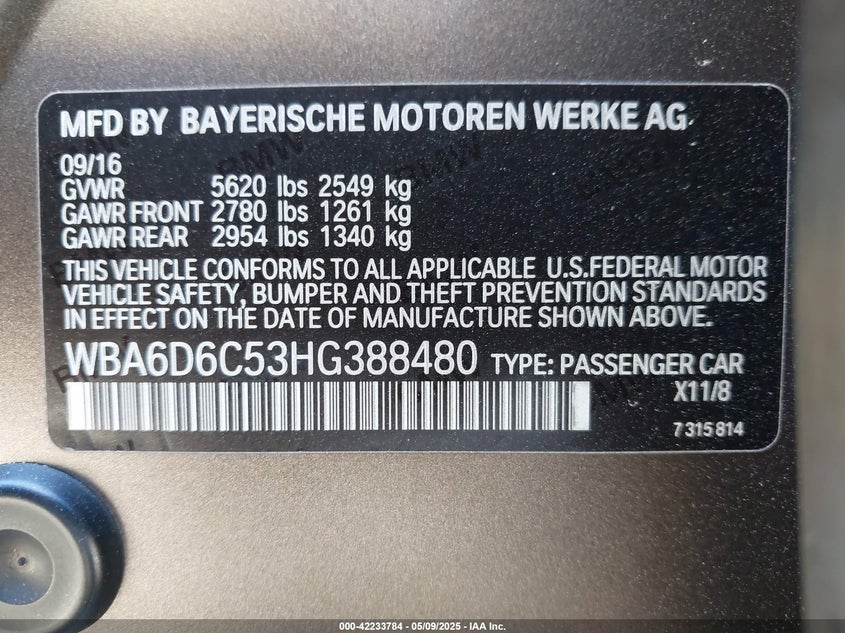 MFD BY BAYERISCHE MOTOREN WERKE AG
09/16
GVWR 5620 lbs 2549 kg
GAWR FRONT 2780 lbs 1261 kg
GAWR REAR 2954 lbs 1340 kg
THIS VEHICLE CONFORMS TO ALL APPLICABLE U.S.FEDERAL MOTOR
VEHICLE SAFETY, BUMPER AND THEFT PREVENTION STANDARDS
IN EFFECT ON THE DATE OF MANUFACTURE SHOWN ABOVE.
WBA6D6C53HG388480 TYPE: PASSENGER CAR
X11/8
7 315 814
000-42233784 - 05/09/2025 - IAA Inc.